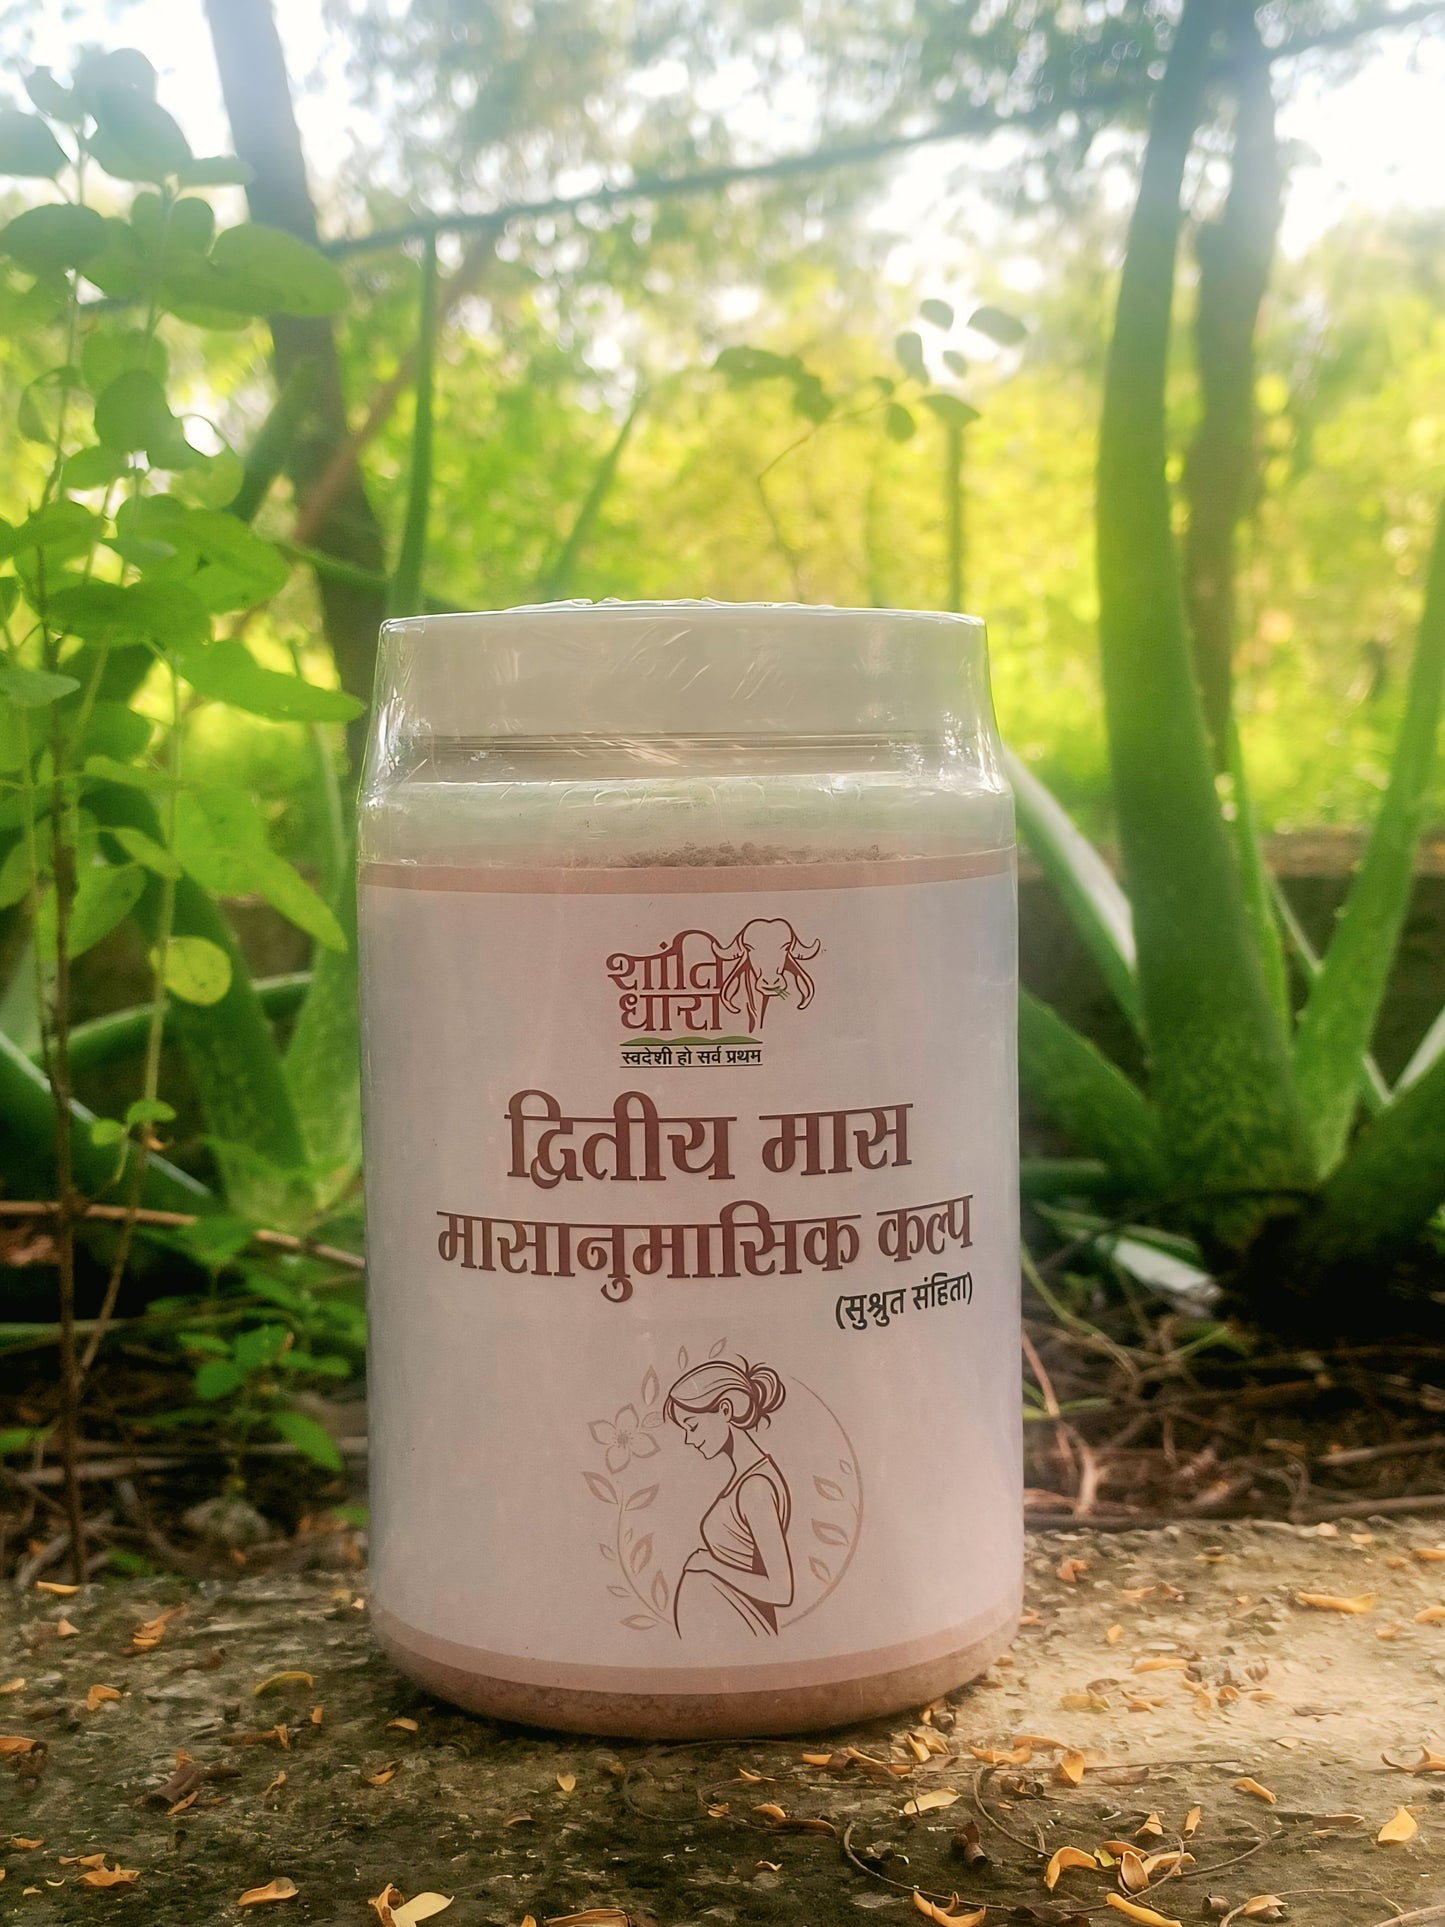 शांति
धारा
स्वदेशी हो सर्व प्रथम
द्वितीय मास
मासानुमासिक कल्प
(सुश्रुत संहिता)